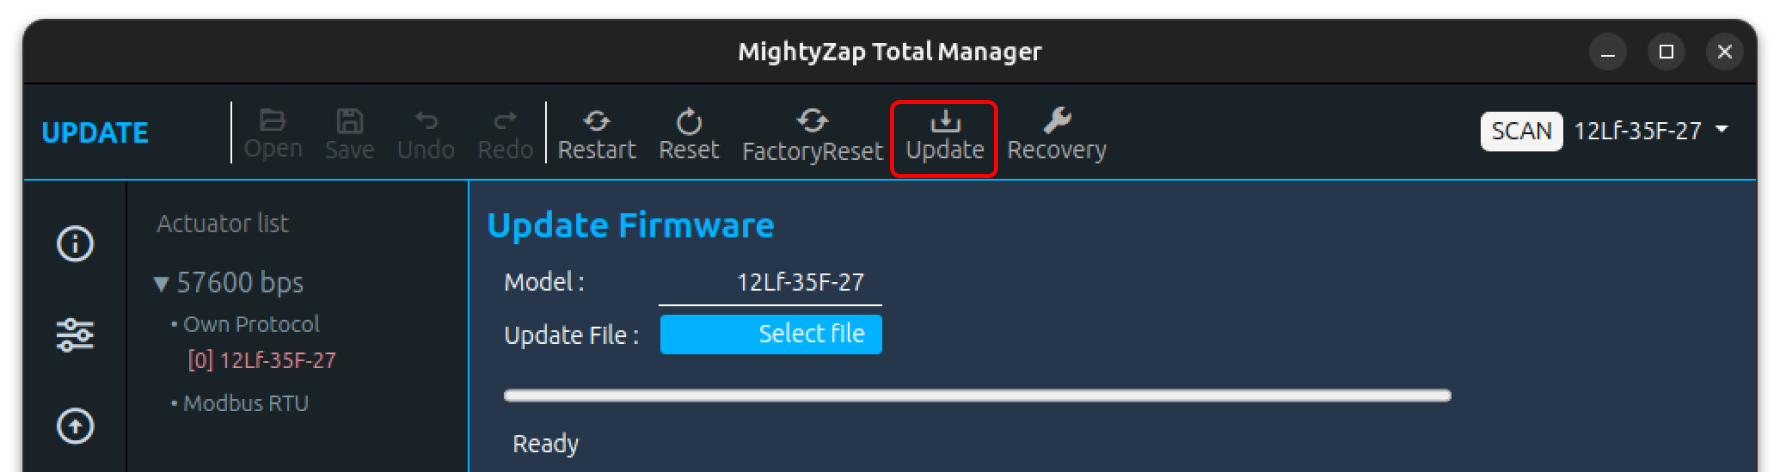 MightyZap Total Manager
UPDATE
Open Save Undo Redo Restart Reset FactoryReset Update Recovery
SCAN 12Lf-35F-27
Actuator list
57600 bps
Own Protocol
[0] 12Lf-35F-27
Modbus RTU
Update Firmware
Model : 12Lf-35F-27
Update File : Select file
Ready